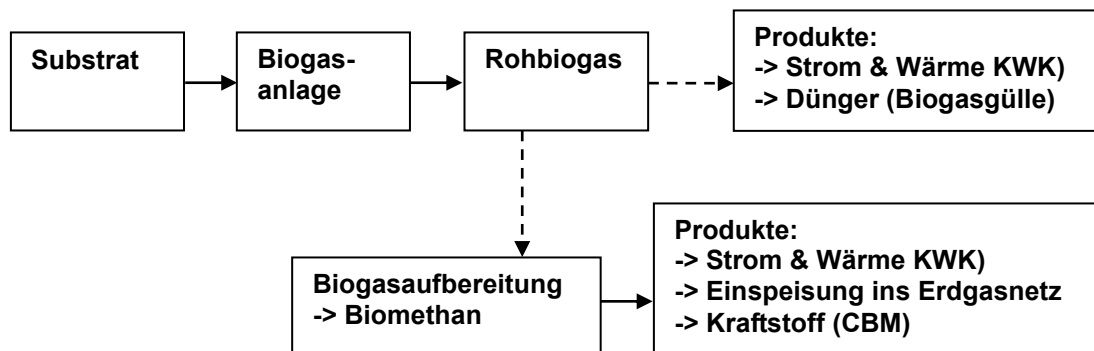 Substrat
Biogas-
anlage
Rohbiogas
Produkte:
-> Strom & Wärme KWK)
-> Dünger (Biogasgülle)
Biogasaufbereitung
-> Biomethan
Produkte:
-> Strom & Wärme KWK)
-> Einspeisung ins Erdgasnetz
-> Kraftstoff (CBM)